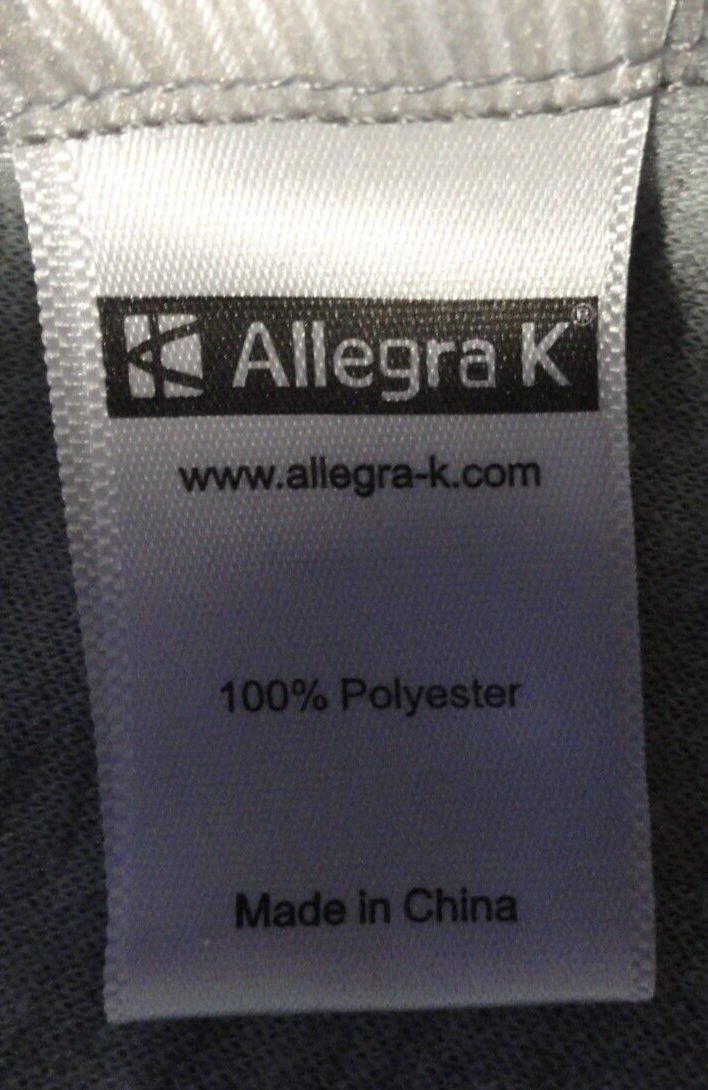 Allegra K®
www.allegra-k.com
100% Polyester
Made in China